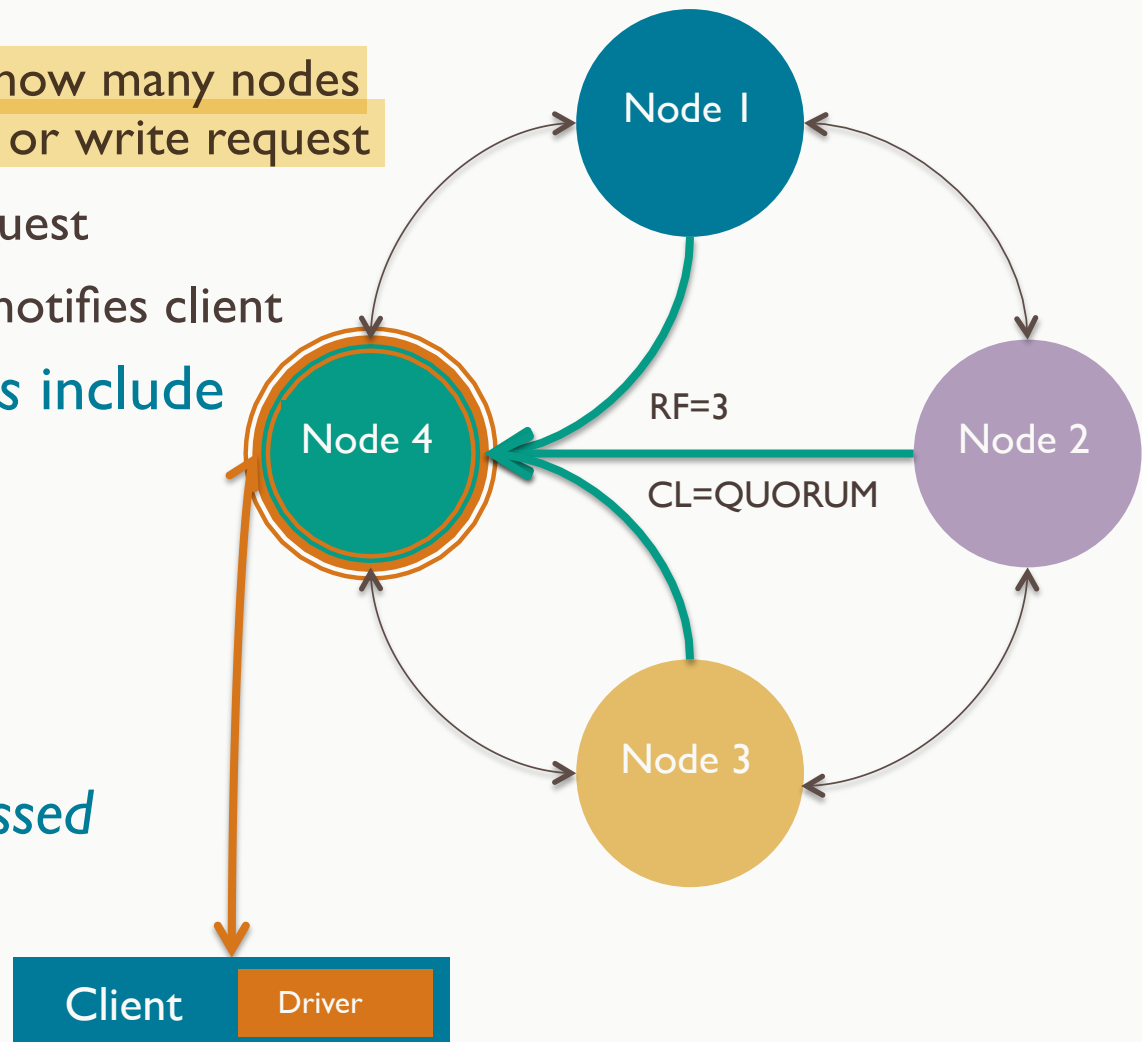 how many nodes
or write request
uest
notifies client
s include
ssed
Node 1
RF=3
Node 4
Node 2
CL=QUORUM
Node 3
Client
Driver